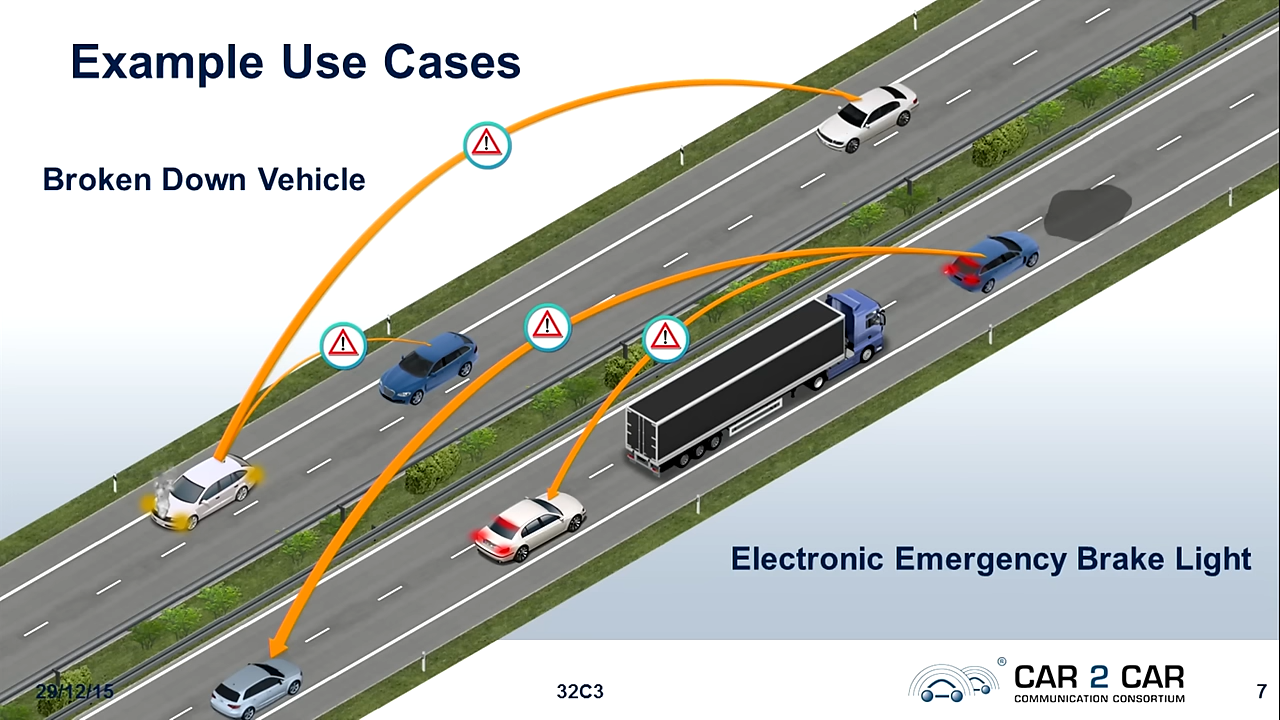 Example Use Cases
Broken Down Vehicle
Electronic Emergency Brake Light
29/12/15
32C3
®
CAR 2 CAR
COMMUNICATION CONSORTIUM
7